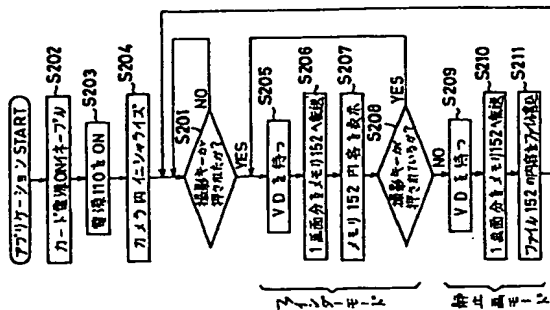 アプリケーション START
S202
カード電源ONイネーブル
S203
電源110をON
S204
カメラ内イニシャライズ
S201
撮影キーが
押されたか?
NO
YES
S205
VDを待つ
S206
1画面分をメモリ152へ転送
S207
メモリ152内容を表示
S208
撮影キーが
押されているか?
YES
NO
S209
VDを待つ
S210
1画面分をメモリ152へ転送
S211
ファイル152の内容をファイル書込
ファインダーモード
静止画モード